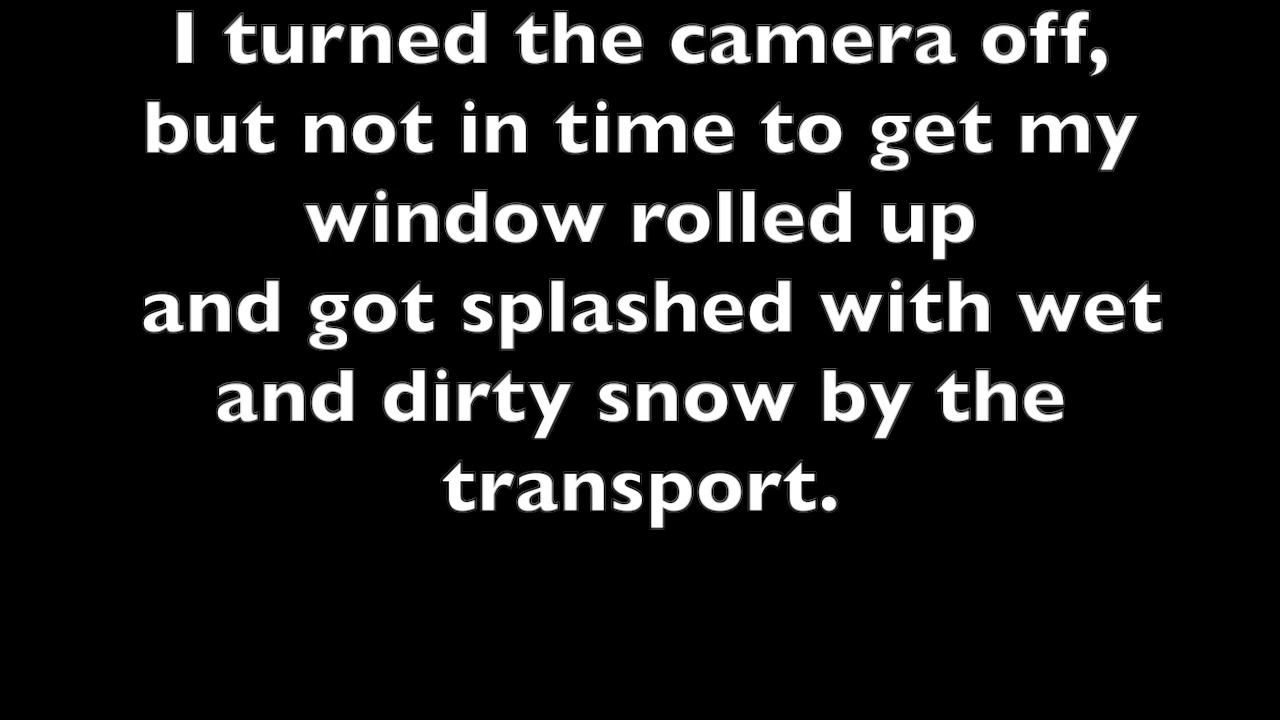 I turned the camera off,
but not in time to get my
window rolled up
and got splashed with wet
and dirty snow by the
transport.